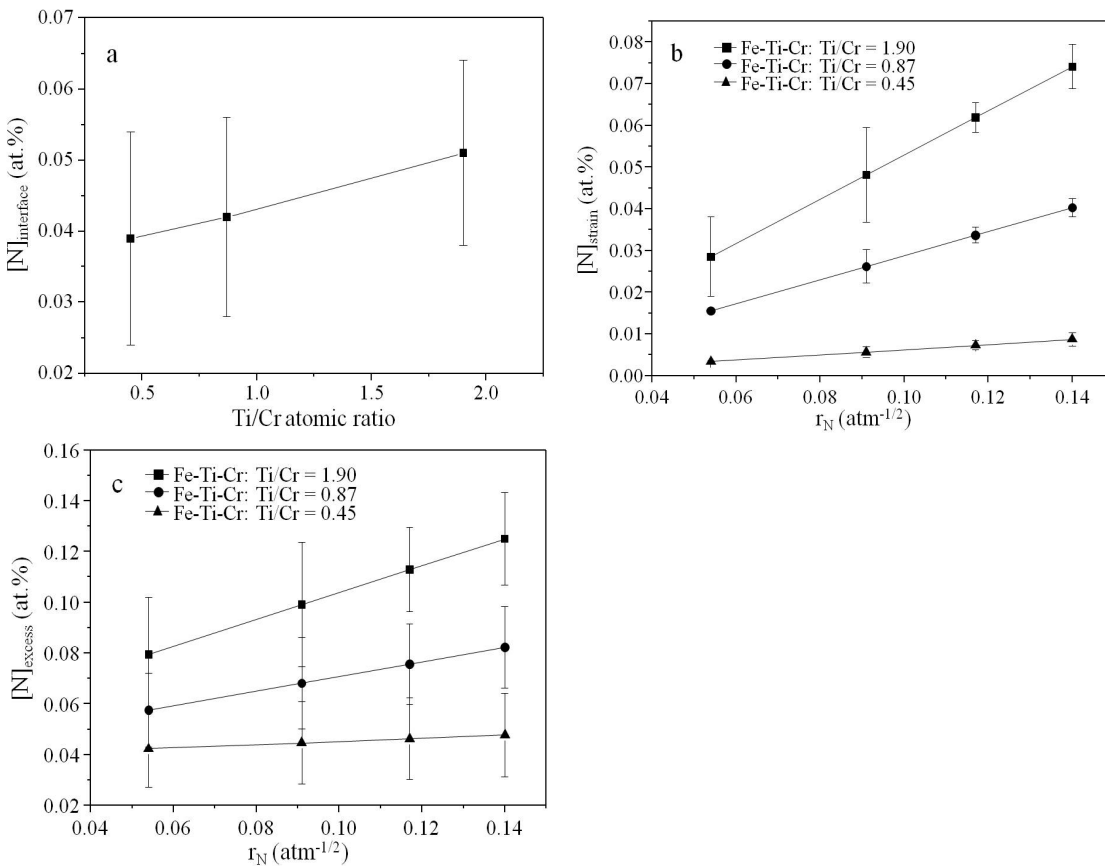 a
0.07
0.06
0.05
0.04
0.03
0.02
[N]interface (at.%)
0.5 1.0 1.5 2.0
Ti/Cr atomic ratio
b
Fe-Ti-Cr: Ti/Cr = 1.90
Fe-Ti-Cr: Ti/Cr = 0.87
Fe-Ti-Cr: Ti/Cr = 0.45
0.08
0.07
0.06
0.05
0.04
0.03
0.02
0.01
0.00
[N]strain (at.%)
0.04 0.06 0.08 0.10 0.12 0.14
rN (atm-1/2)
c
Fe-Ti-Cr: Ti/Cr = 1.90
Fe-Ti-Cr: Ti/Cr = 0.87
Fe-Ti-Cr: Ti/Cr = 0.45
0.16
0.14
0.12
0.10
0.08
0.06
0.04
0.02
[N]excess (at.%)
0.04 0.06 0.08 0.10 0.12 0.14
rN (atm-1/2)